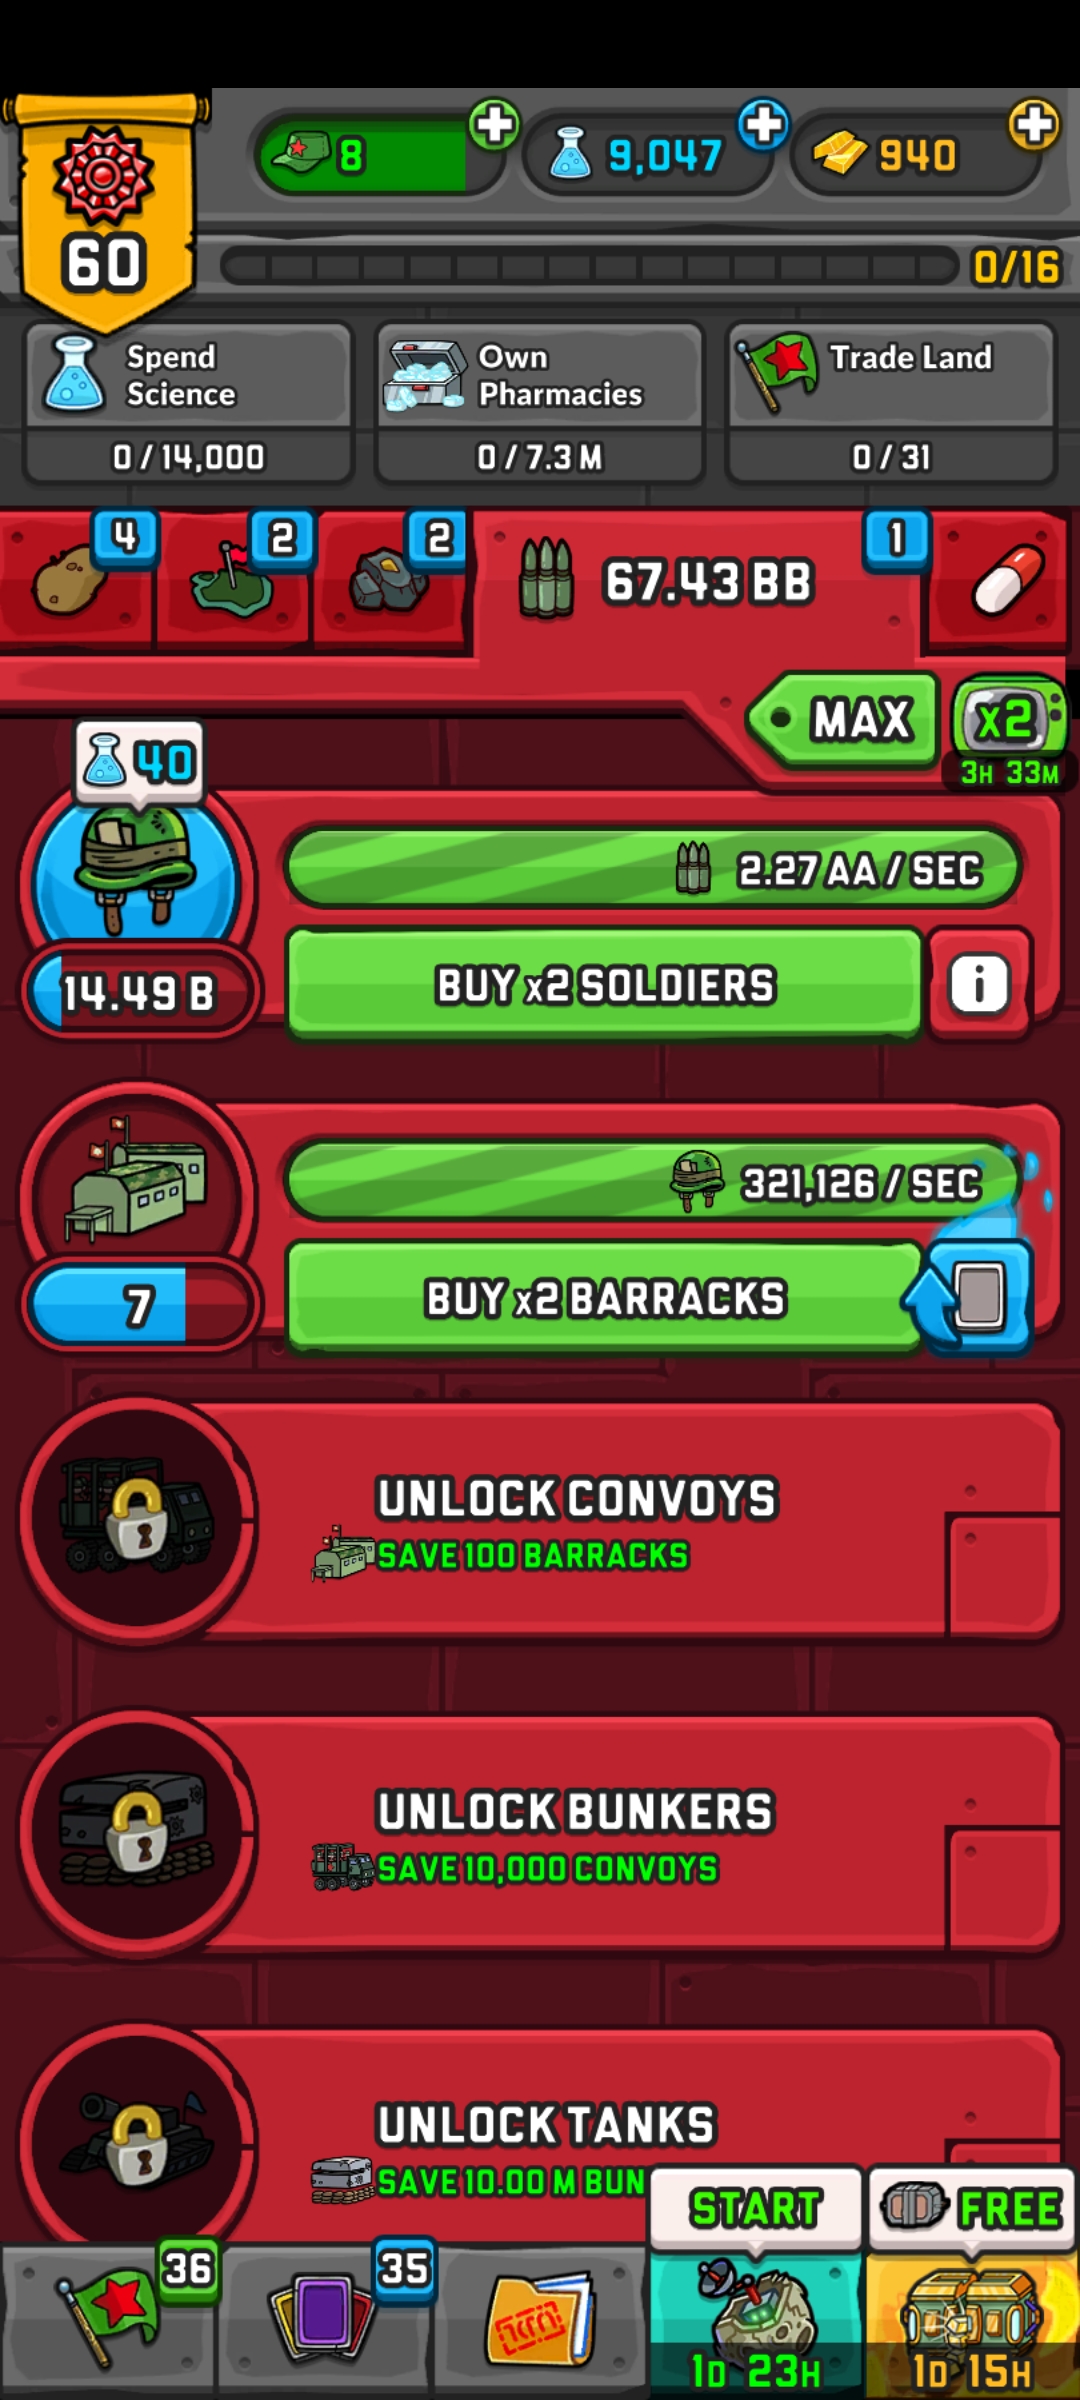 8
9,047
940
60
0/16
Spend
Science
Own
Pharmacies
Trade Land
0 / 14,000
0 / 7.3 M
0 / 31
4
2
2
67.43 BB
1
MAX
x2
3H 33M
40
2.27 AA / SEC
14.49 B
BUY x2 SOLDIERS
i
321,126 / SEC
7
BUY x2 BARRACKS
UNLOCK CONVOYS
SAVE 100 BARRACKS
UNLOCK BUNKERS
SAVE 10,000 CONVOYS
UNLOCK TANKS
SAVE 10.00 M BUN
START
FREE
36
35
1D 23H
1D 15H